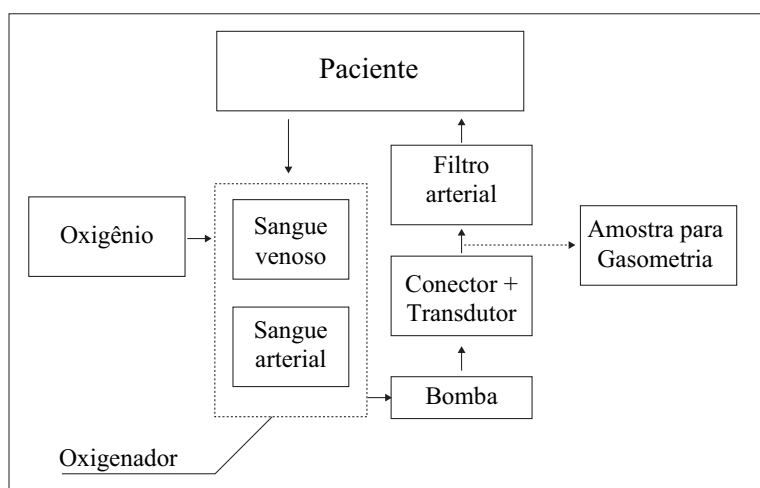 Paciente
Filtro
arterial
Oxigênio
Sangue
venoso
Amostra para
Gasometria
Conector +
Transdutor
Sangue
arterial
Bomba
Oxigenador